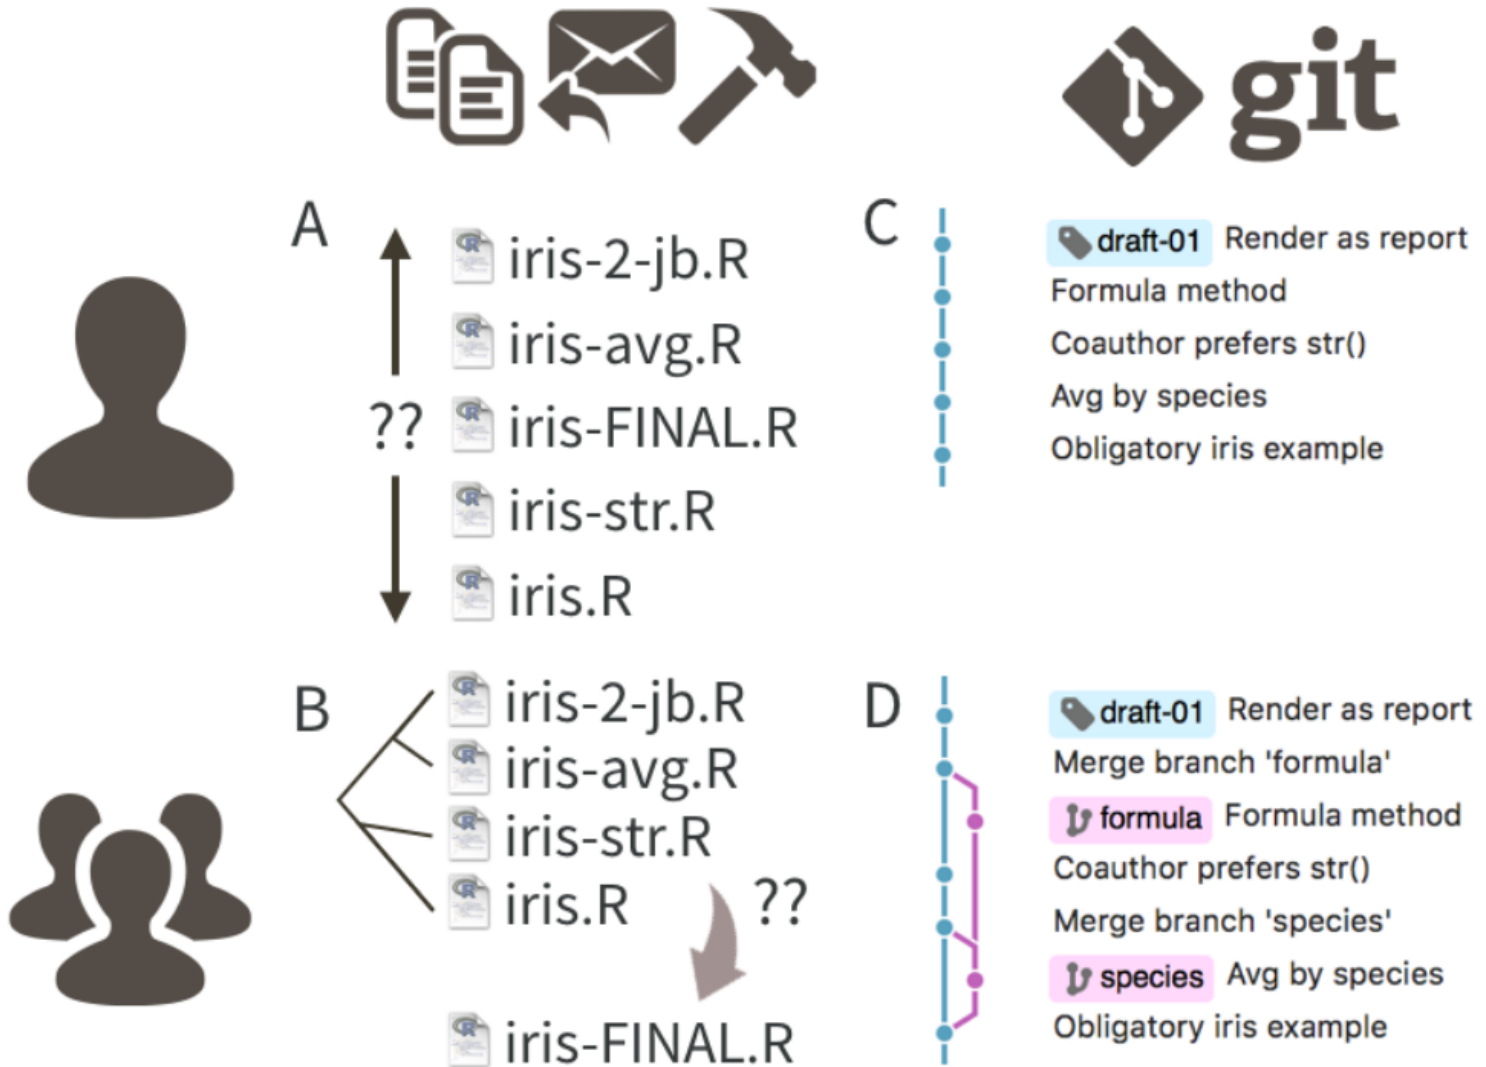 git
A
iris-2-jb.R
iris-avg.R
??
iris-FINAL.R
iris-str.R
iris.R
C
draft-01 Render as report
Formula method
Coauthor prefers str()
Avg by species
Obligatory iris example
B
iris-2-jb.R
iris-avg.R
iris-str.R
iris.R
??
iris-FINAL.R
D
draft-01 Render as report
Merge branch 'formula'
formula Formula method
Coauthor prefers str()
Merge branch 'species'
species Avg by species
Obligatory iris example